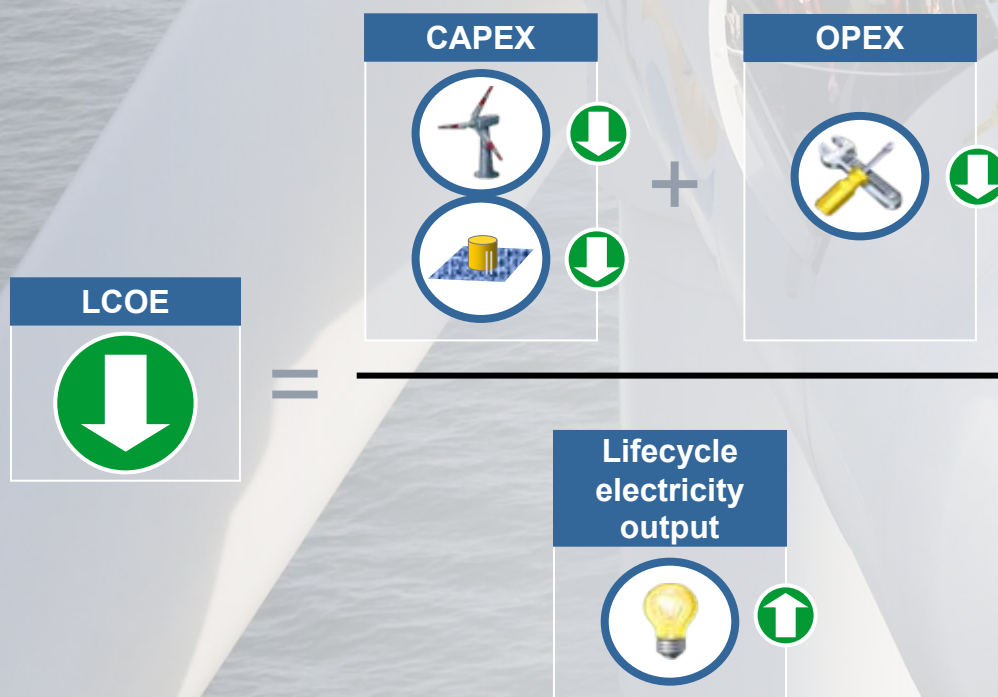 CAPEX
OPEX
+
LCOE
=
Lifecycle
electricity
output